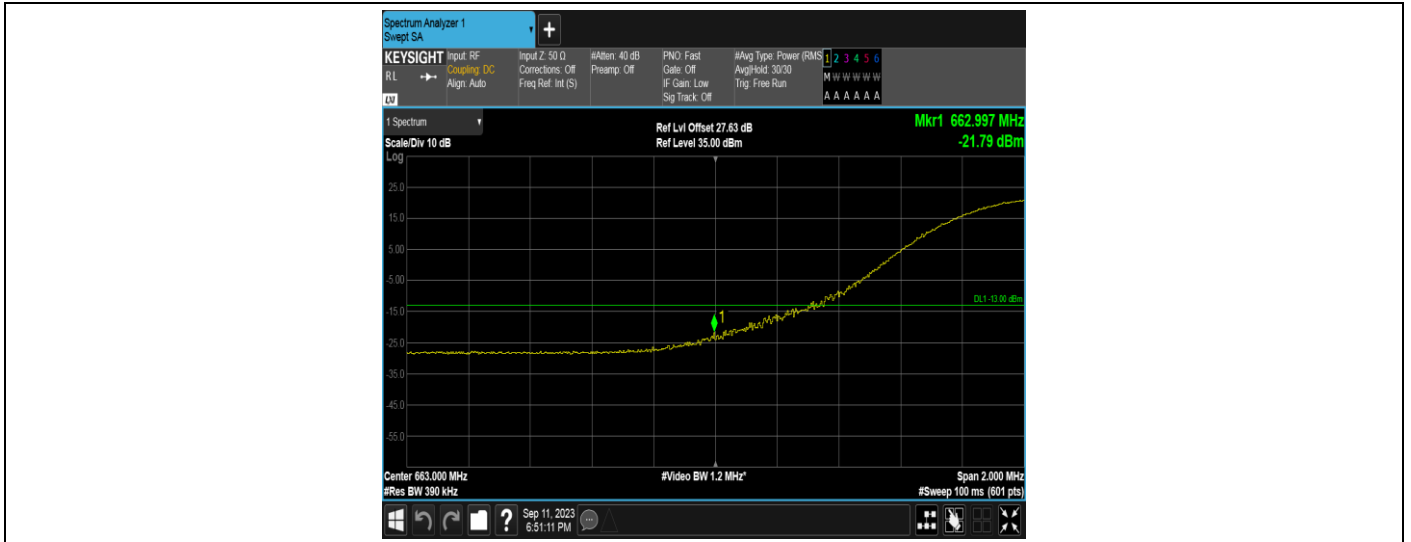 Spectrum Analyzer 1
Swept SA
+
KEYSIGHT Input: RF Input Z: 50 Ω #Atten: 40 dB PNO: Fast #Avg Type: Power (RMS 1 2 3 4 5 6
RL Coupling: DC Corrections: Off Preamp: Off Gate: Off Avg|Hold: 30/30 M W W W W W
Align: Auto Freq Ref: Int (S) IF Gain: Low Trig: Free Run
LXI Sig Track: Off A A A A A A
1 Spectrum Ref Lvl Offset 27.63 dB Mkr1 662.997 MHz
Scale/Div 10 dB Ref Level 35.00 dBm -21.79 dBm
Log
25.0
15.0
5.00
-5.00
DL1 -13.00 dBm
-15.0
1
-25.0
-35.0
-45.0
-55.0
Center 663.000 MHz #Video BW 1.2 MHz* Span 2.000 MHz
#Res BW 390 kHz #Sweep 100 ms (601 pts)
? Sep 11, 2023
6:51:11 PM